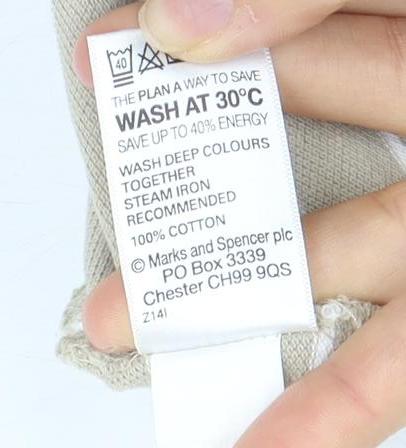 40
THE PLAN A WAY TO SAVE
WASH AT 30°C
SAVE UP TO 40% ENERGY
WASH DEEP COLOURS
TOGETHER
STEAM IRON
RECOMMENDED
100% COTTON
© Marks and Spencer plc
PO Box 3339
Chester CH99 9QS
Z14I